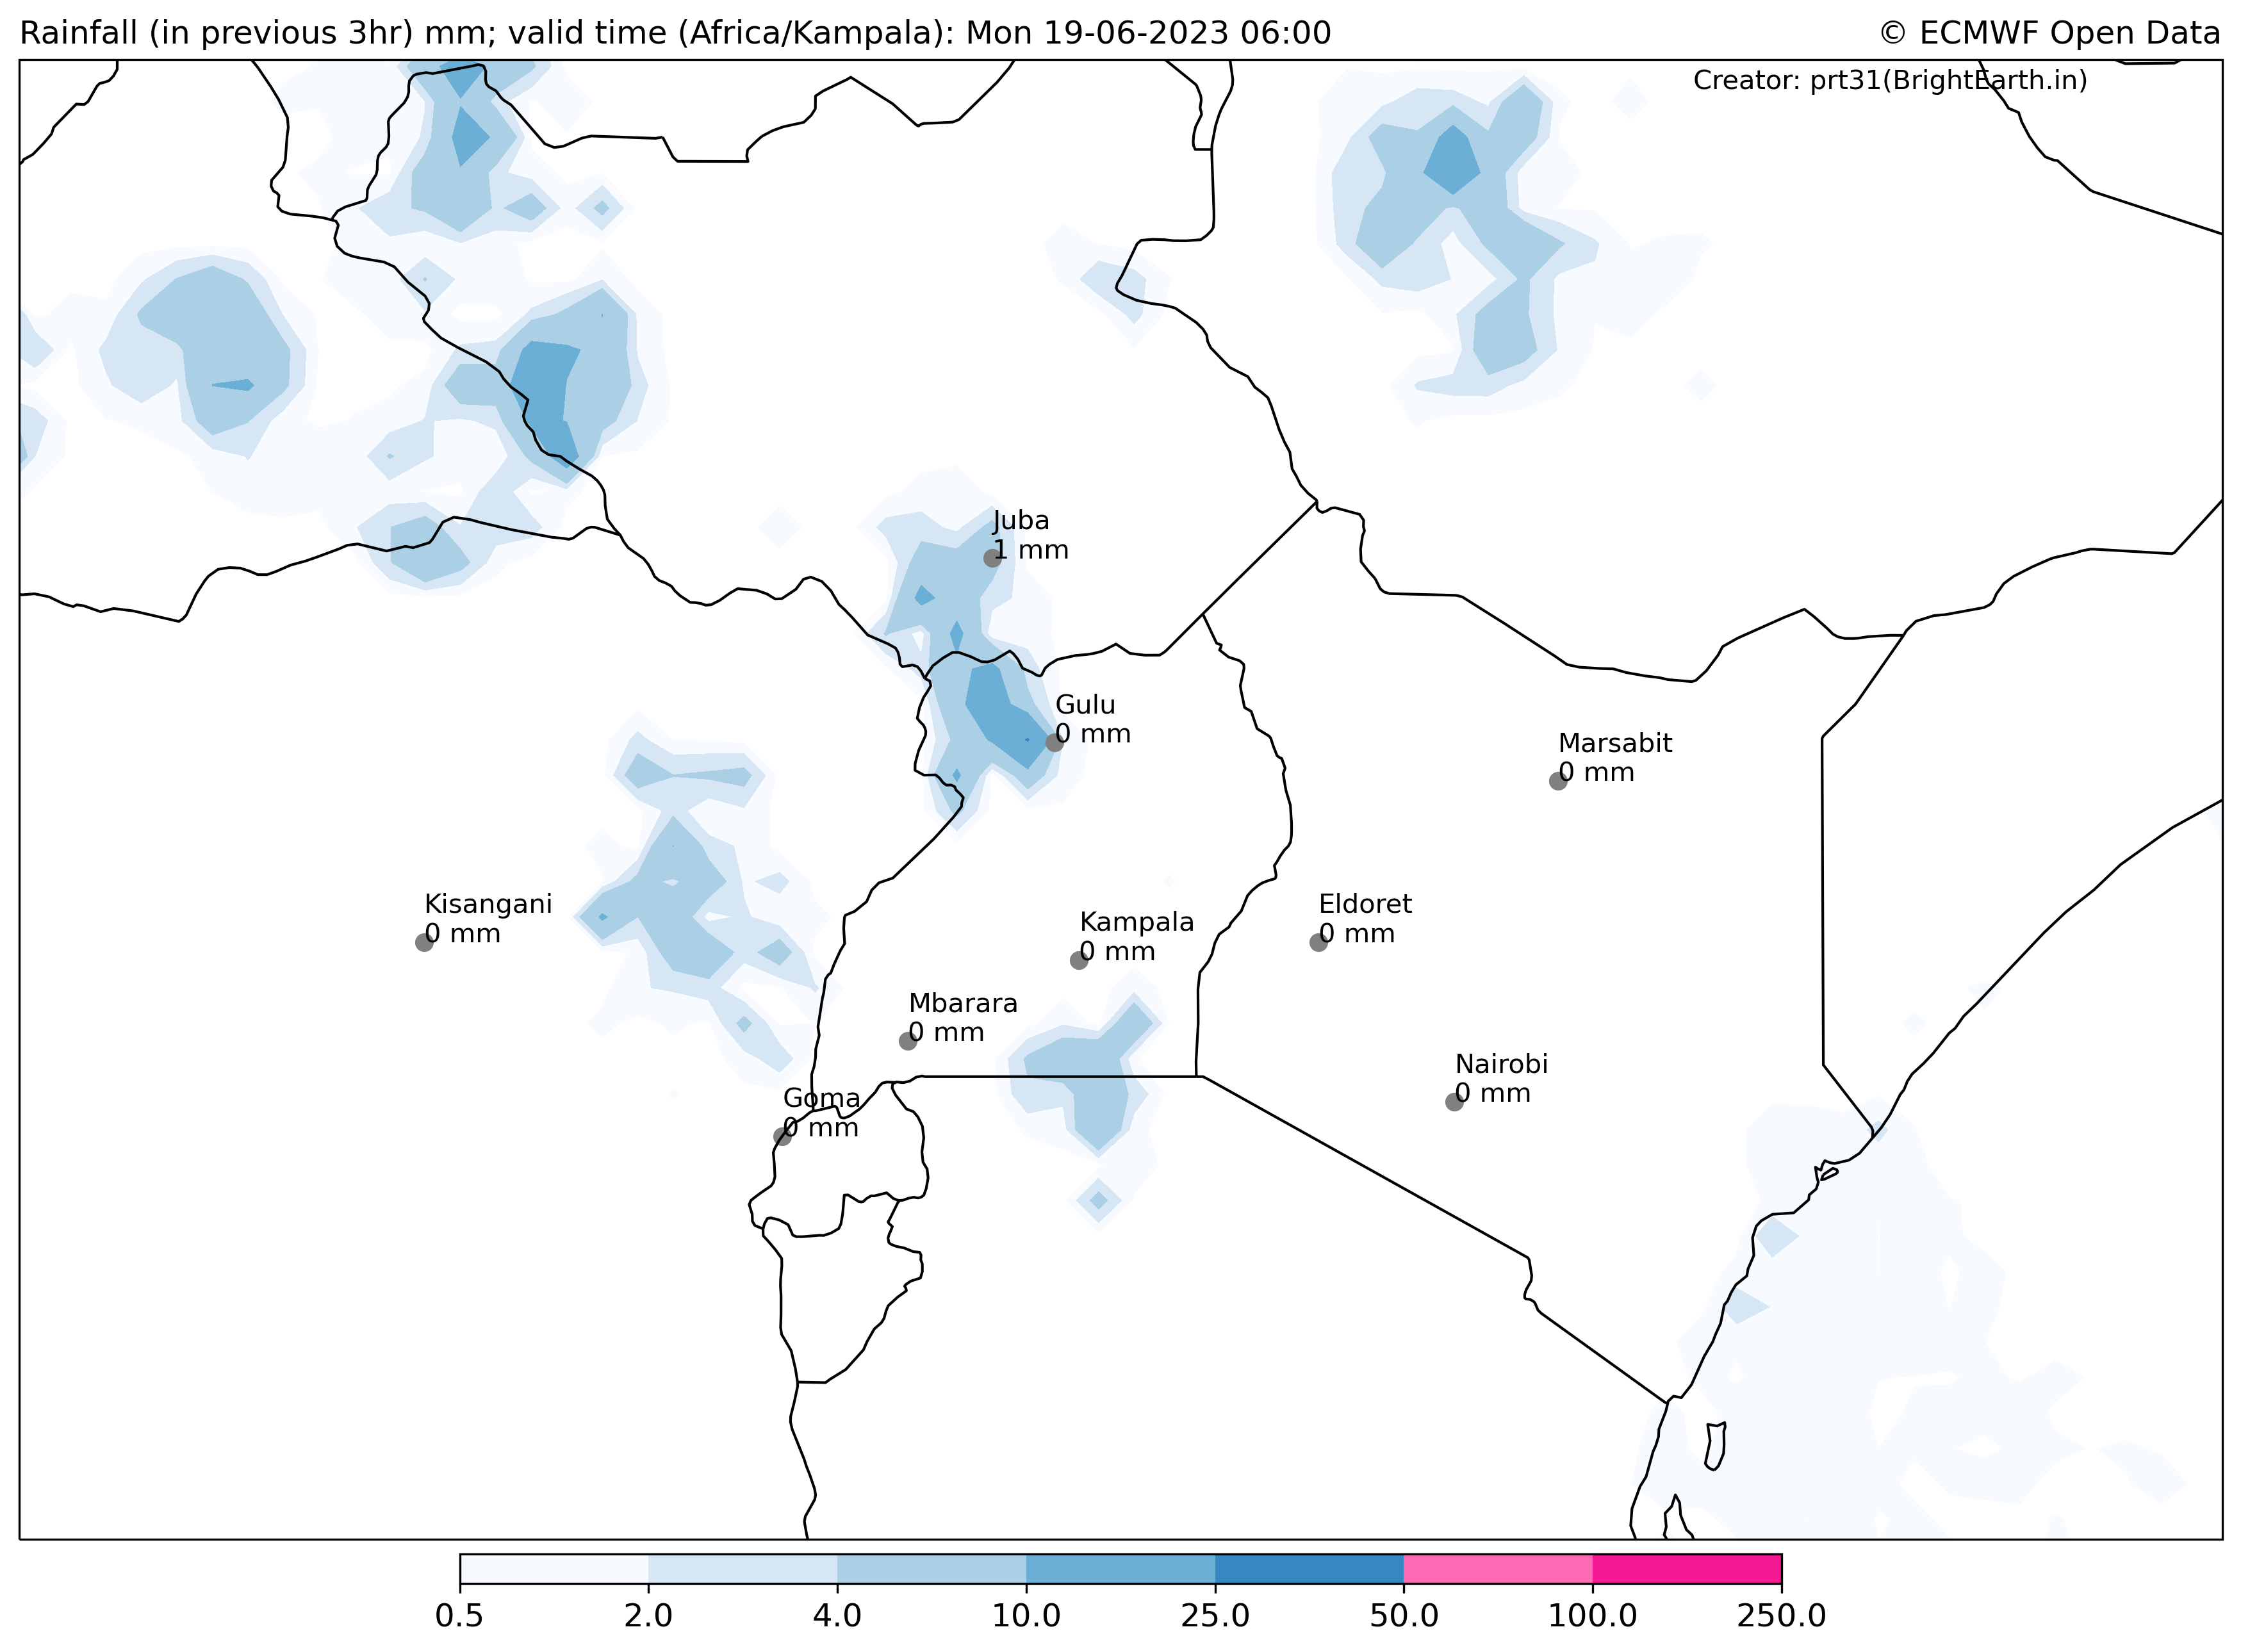 Rainfall (in previous 3hr) mm; valid time (Africa/Kampala): Mon 19-06-2023 06:00
© ECMWF Open Data
Creator: prt31(BrightEarth.in)
Juba
1 mm
Gulu
0 mm
Marsabit
0 mm
Kisangani
0 mm
Eldoret
0 mm
Kampala
0 mm
Mbarara
0 mm
Nairobi
0 mm
Goma
0 mm
0.5 2.0 4.0 10.0 25.0 50.0 100.0 250.0